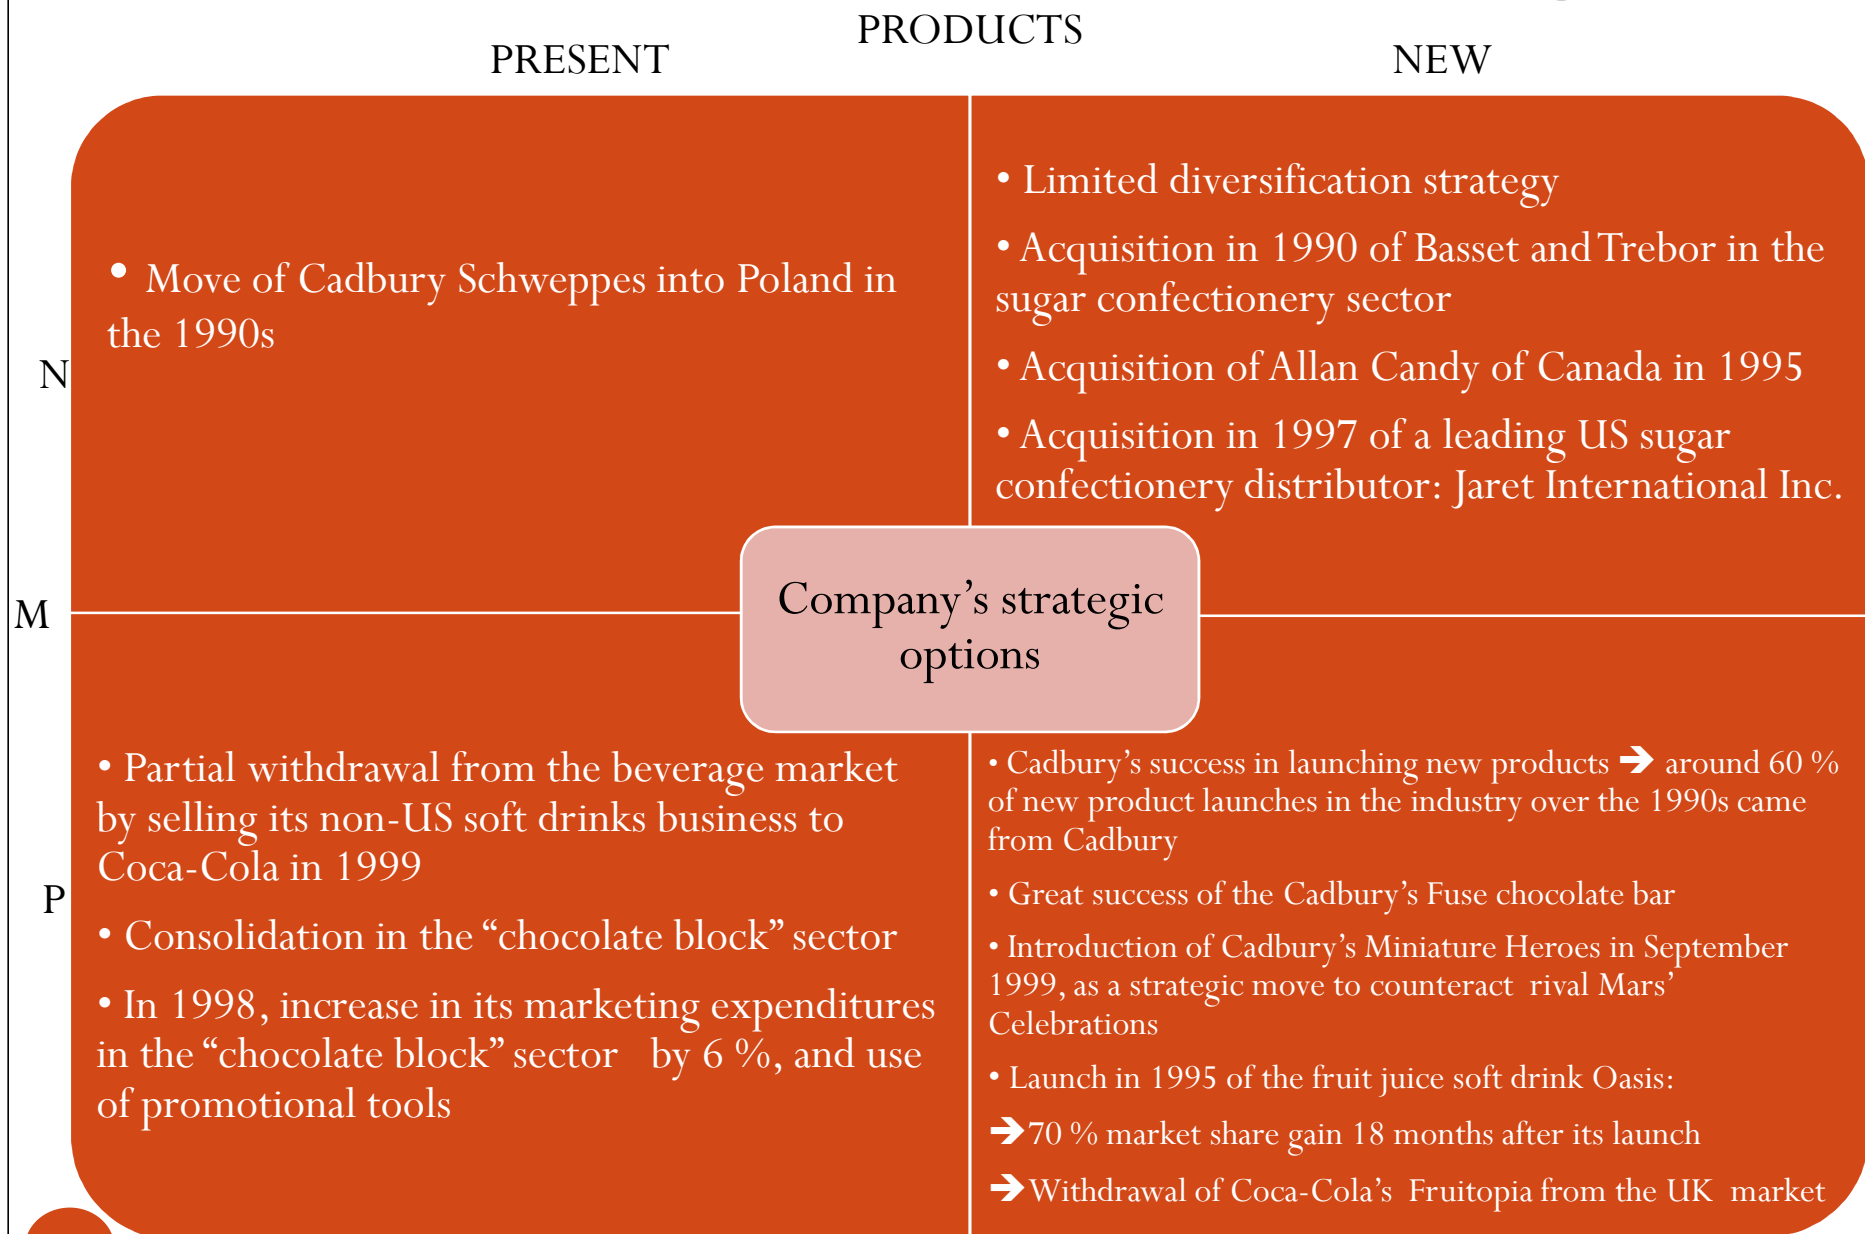 PRODUCTS
PRESENT
NEW
N
• Move of Cadbury Schweppes into Poland in
the 1990s
• Limited diversification strategy
• Acquisition in 1990 of Basset and Trebor in the
sugar confectionery sector
• Acquisition of Allan Candy of Canada in 1995
• Acquisition in 1997 of a leading US sugar
confectionery distributor: Jaret International Inc.
M
Company’s strategic
options
P
• Partial withdrawal from the beverage market
by selling its non-US soft drinks business to
Coca-Cola in 1999
• Consolidation in the “chocolate block” sector
• In 1998, increase in its marketing expenditures
in the “chocolate block” sector by 6 %, and use
of promotional tools
• Cadbury’s success in launching new products ➔ around 60 %
of new product launches in the industry over the 1990s came
from Cadbury
• Great success of the Cadbury’s Fuse chocolate bar
• Introduction of Cadbury’s Miniature Heroes in September
1999, as a strategic move to counteract rival Mars’
Celebrations
• Launch in 1995 of the fruit juice soft drink Oasis:
➔70 % market share gain 18 months after its launch
➔Withdrawal of Coca-Cola’s Fruitopia from the UK market